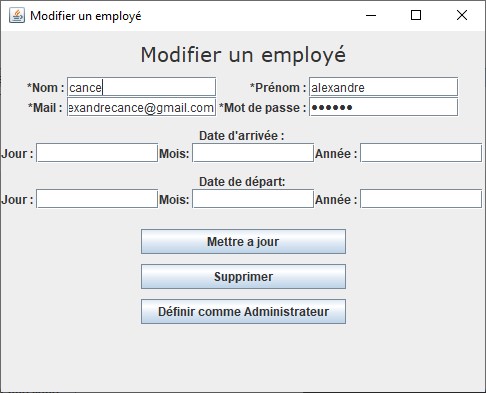 Modifier un employé
Modifier un employé
*Nom : cance *Prénom : alexandre
*Mail : exandrecance@gmail.com *Mot de passe : ••••••
Date d'arrivée :
Jour : Mois: Année :
Date de départ:
Jour : Mois: Année :
Mettre a jour
Supprimer
Définir comme Administrateur